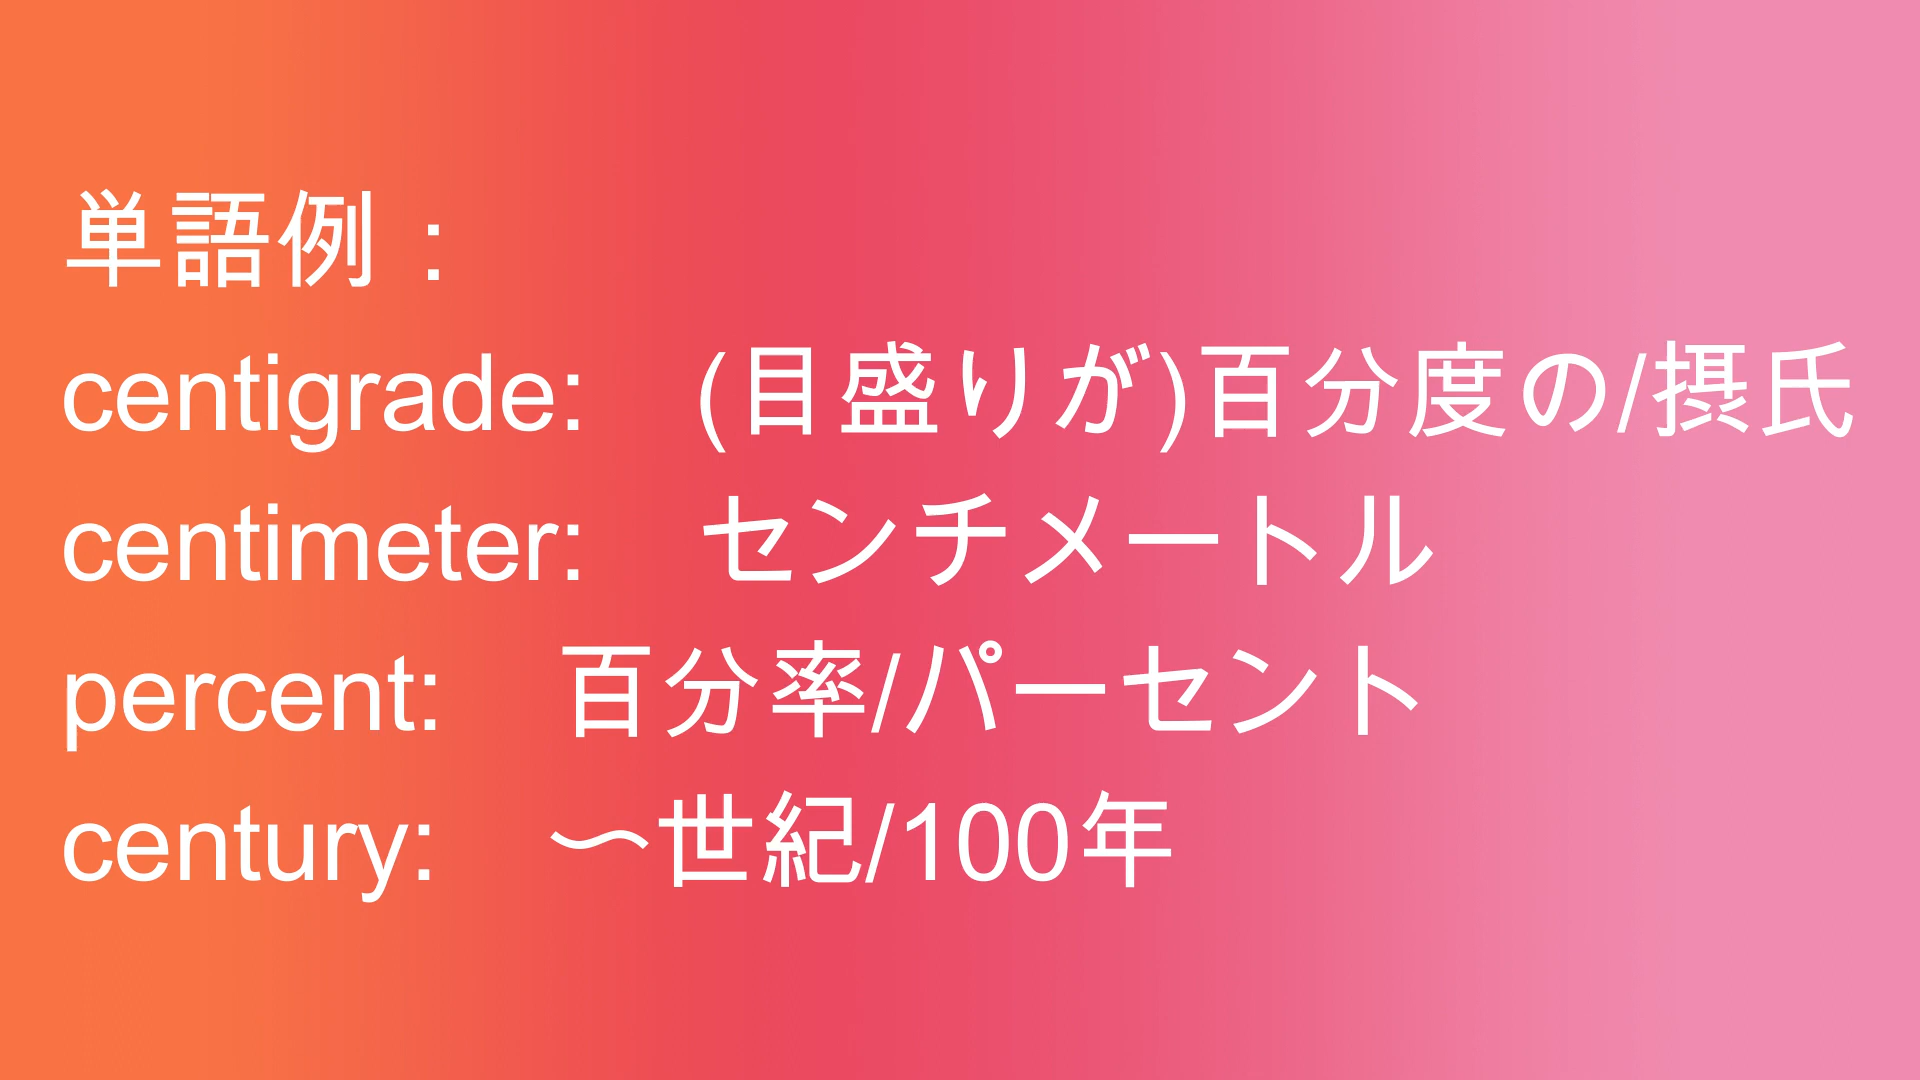 単語例：
centigrade:　(目盛りが)百分度の/摂氏
centimeter:　センチメートル
percent:　百分率/パーセント
century:　〜世紀/100年